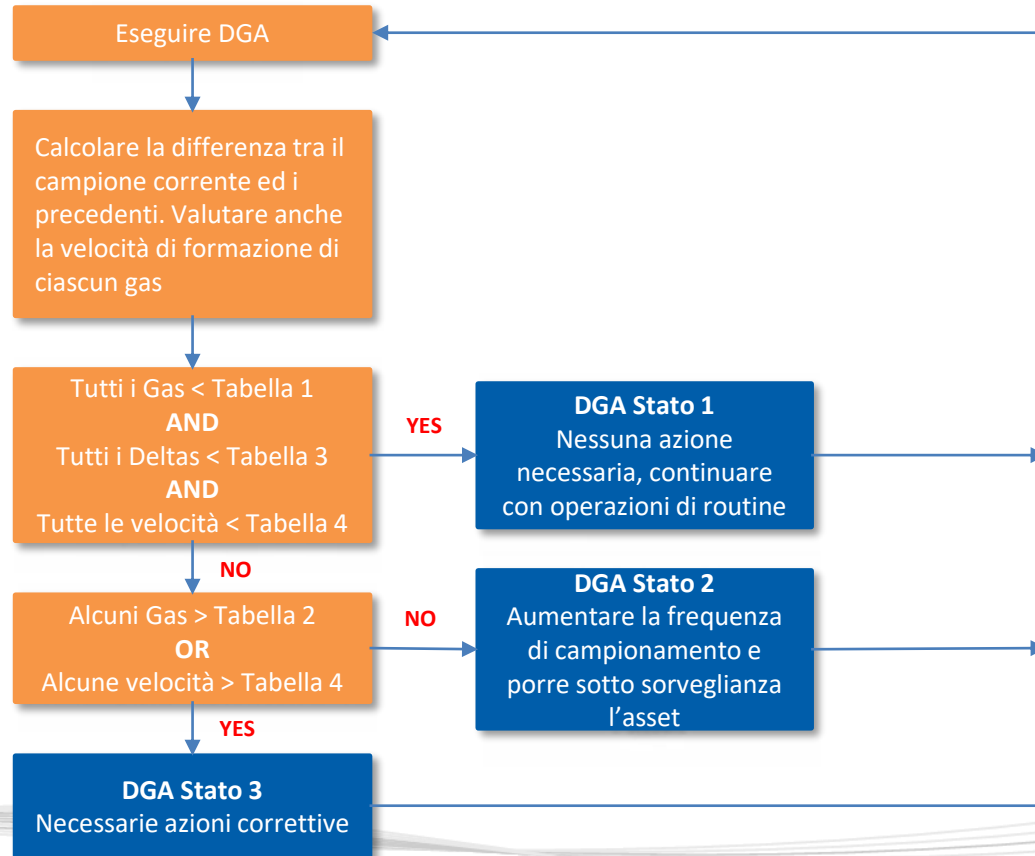 Eseguire DGA
Calcolare la differenza tra il
campione corrente ed i
precedenti. Valutare anche
la velocità di formazione di
ciascun gas
Tutti i Gas < Tabella 1
AND
Tutti i Deltas < Tabella 3
AND
Tutte le velocità < Tabella 4
YES
DGA Stato 1
Nessuna azione
necessaria, continuare
con operazioni di routine
NO
Alcuni Gas > Tabella 2
OR
Alcune velocità > Tabella 4
NO
DGA Stato 2
Aumentare la frequenza
di campionamento e
porre sotto sorveglianza
l’asset
YES
DGA Stato 3
Necessarie azioni correttive